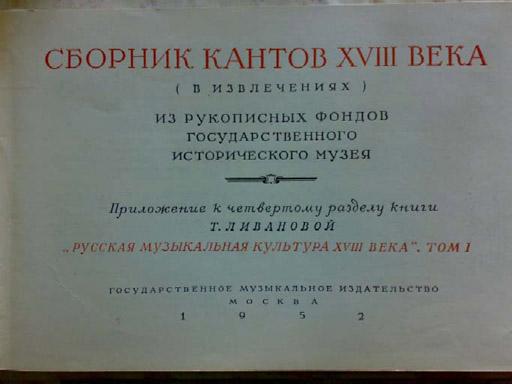 СБОРНИК КАНТОВ XVIII ВЕКА
( В ИЗВЛЕЧЕНИЯХ )
ИЗ РУКОПИСНЫХ ФОНДОВ
ГОСУДАРСТВЕННОГО
ИСТОРИЧЕСКОГО МУЗЕЯ
Приложение к четвертому разделу книги
Т. ЛИВАНОВОЙ
„РУССКАЯ МУЗЫКАЛЬНАЯ КУЛЬТУРА XVIII ВЕКА“. ТОМ I
ГОСУДАРСТВЕННОЕ МУЗЫКАЛЬНОЕ ИЗДАТЕЛЬСТВО
МОСКВА
1952